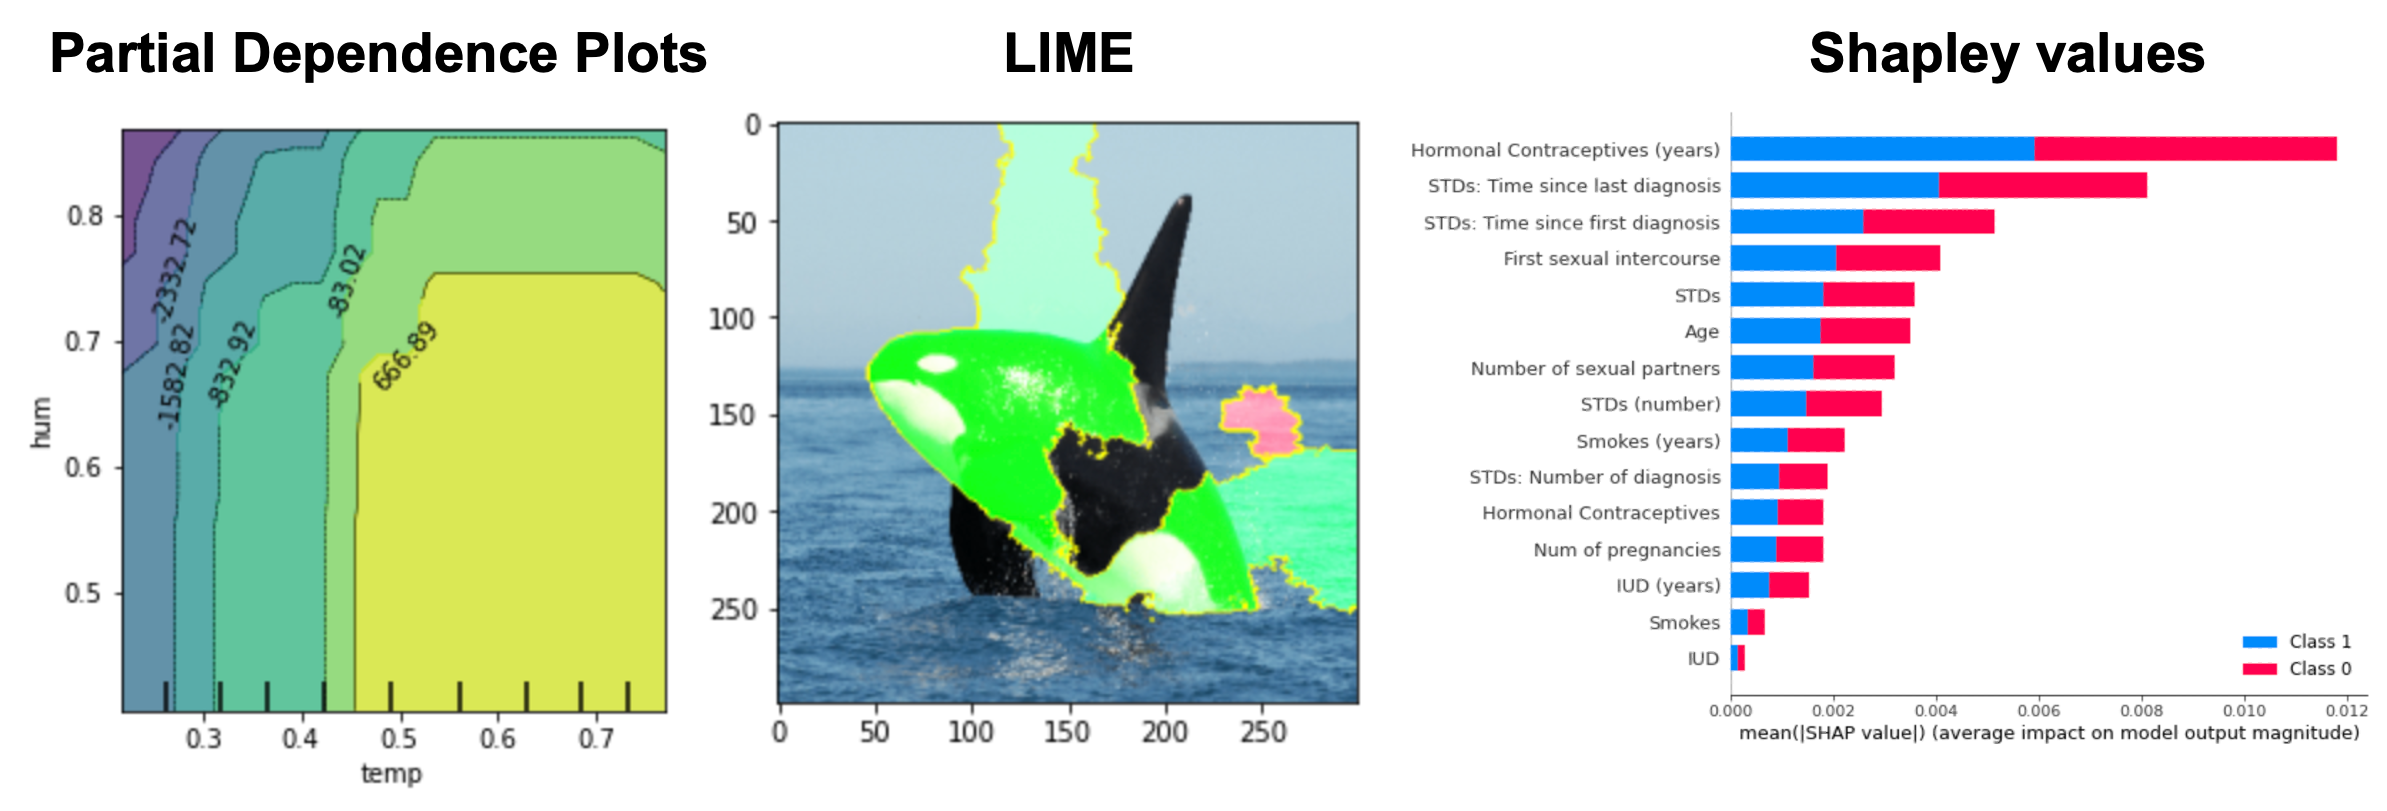 Partial Dependence Plots
LIME
Shapley values
0.8
0.7
0.6
0.5
hum
-2332.72
-1582.82
-832.92
-83.02
666.89
0.3 0.4 0.5 0.6 0.7
temp
0
50
100
150
200
250
0 50 100 150 200 250
Hormonal Contraceptives (years)
STDs: Time since last diagnosis
STDs: Time since first diagnosis
First sexual intercourse
STDs
Age
Number of sexual partners
STDs (number)
Smokes (years)
STDs: Number of diagnosis
Hormonal Contraceptives
Num of pregnancies
IUD (years)
Smokes
IUD
Class 1
Class 0
0.000 0.002 0.004 0.006 0.008 0.010 0.012
mean(|SHAP value|) (average impact on model output magnitude)